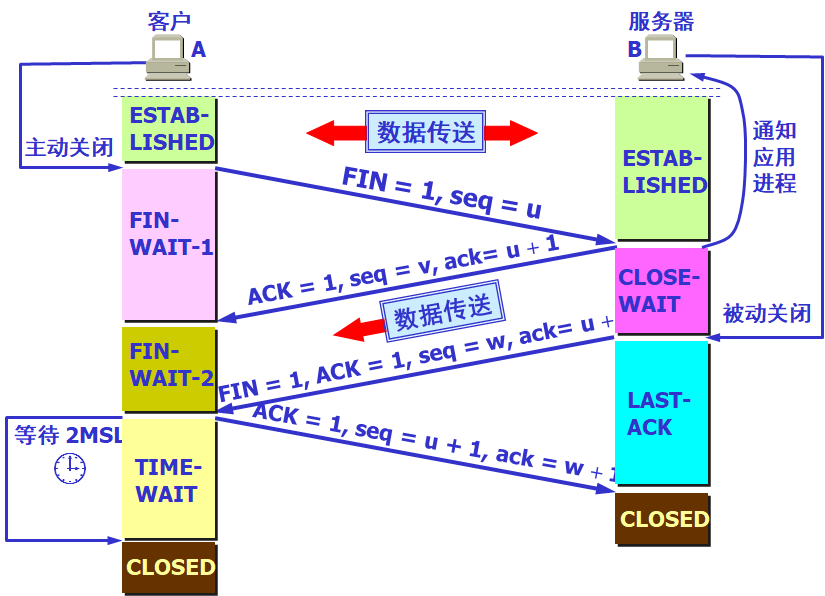 客户
A
服务器
B
ESTAB-
LISHED
数据传送
主动关闭
ESTAB-
LISHED
通知
应用
进程
FIN = 1, seq = u
FIN-
WAIT-1
ACK = 1, seq = v, ack= u + 1
CLOSE-
WAIT
数据传送
被动关闭
FIN-
WAIT-2
FIN = 1, ACK = 1, seq = w, ack= u +
LAST-
ACK
ACK = 1, seq = u + 1, ack = w + 1
等待 2MSL
TIME-
WAIT
CLOSED
CLOSED